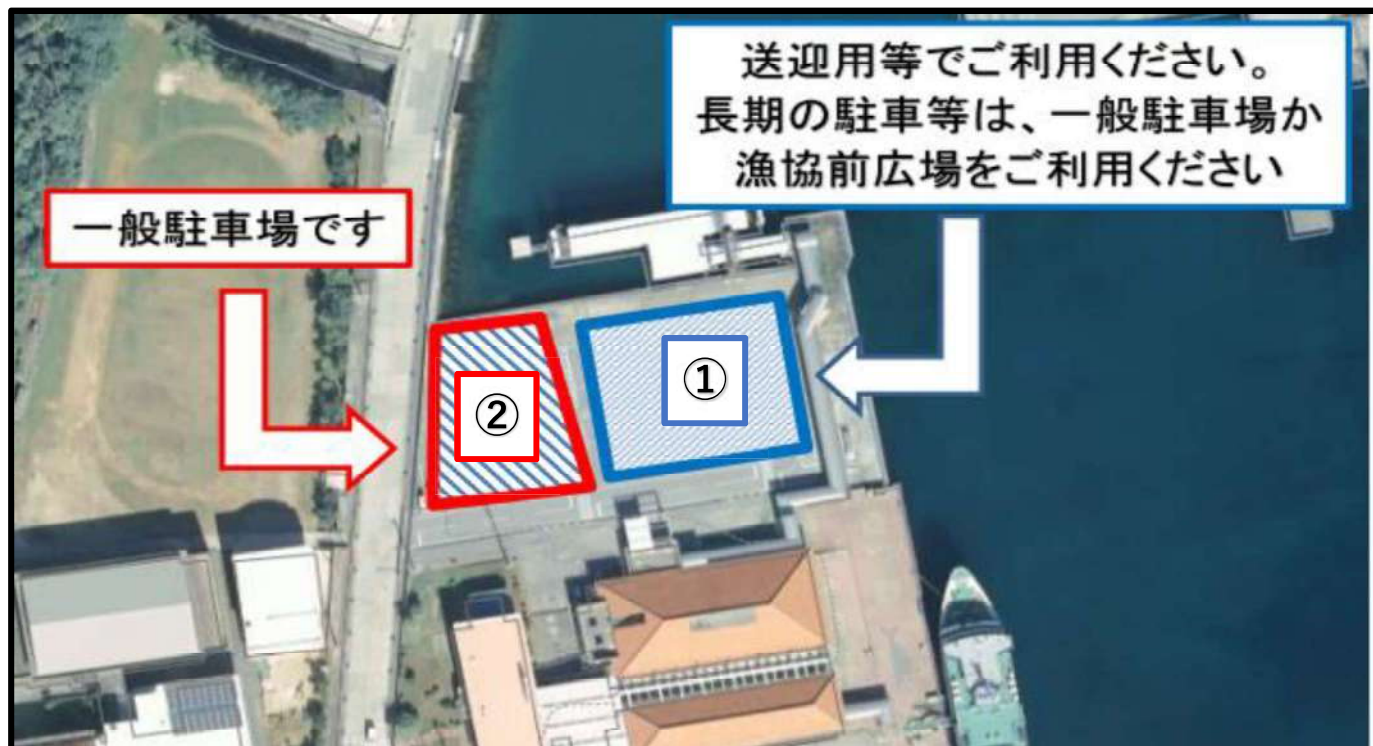 送迎用等でご利用ください。
長期の駐車等は、一般駐車場か
漁協前広場をご利用ください
一般駐車場です
①
②